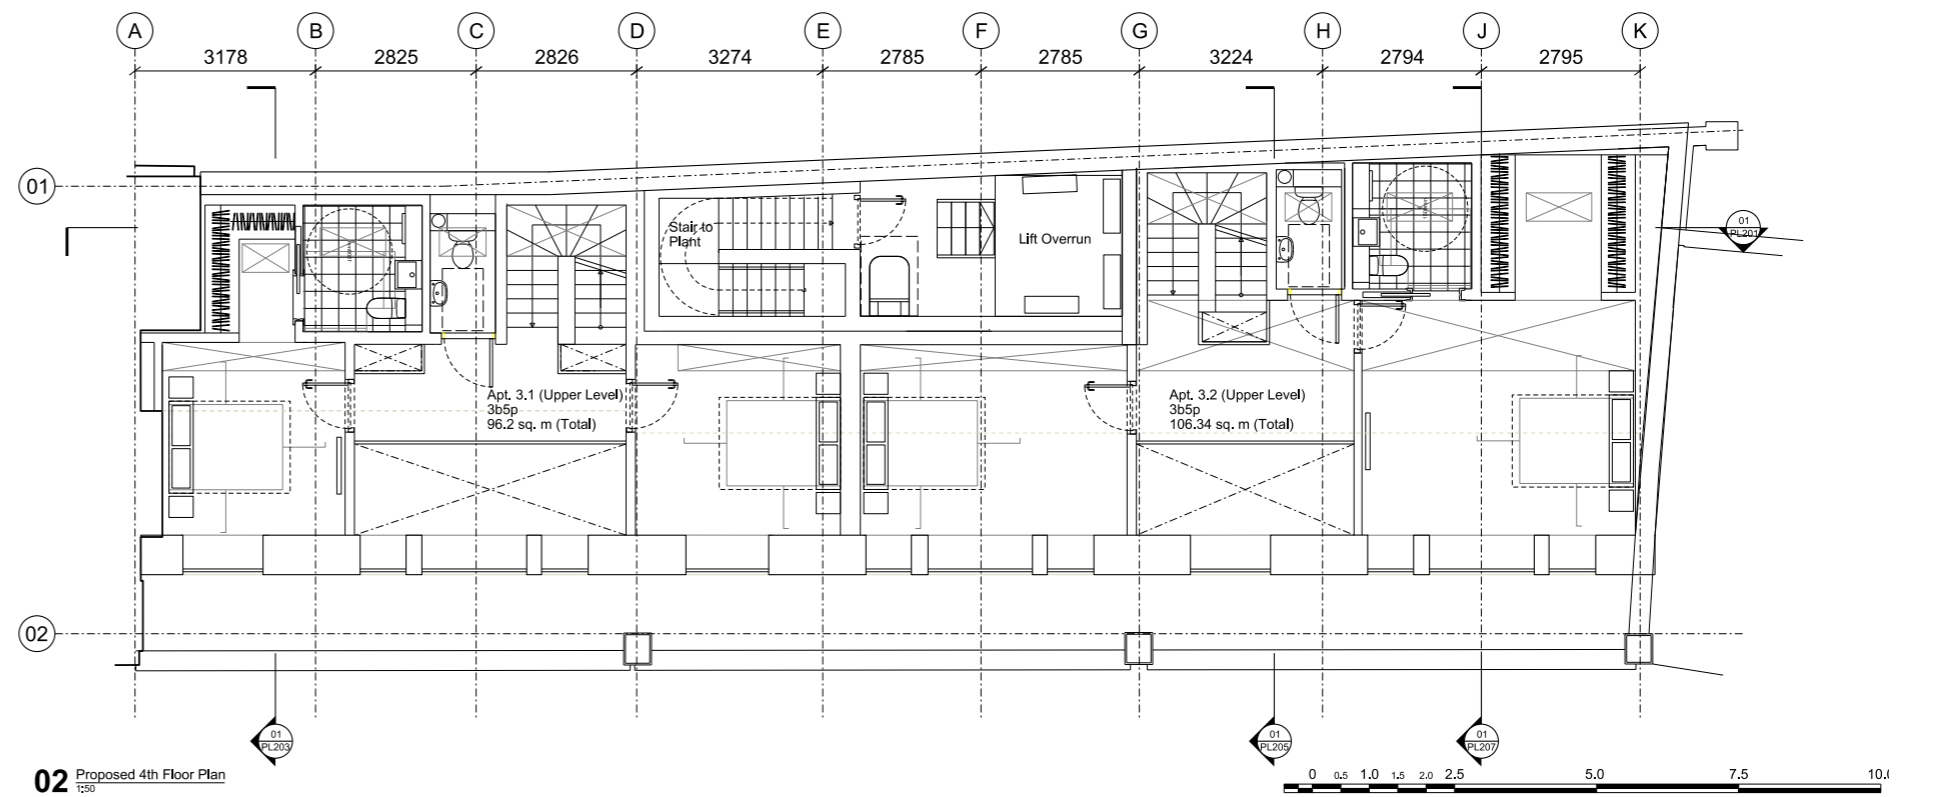 A B C D E F G H J K
3178 2825 2826 3274 2785 2785 3224 2794 2795
01
01
PL201
Stair to
Plant
Lift Overrun
Apt. 3.1 (Upper Level)
3b5p
96.2 sq. m (Total)
Apt. 3.2 (Upper Level)
3b5p
106.34 sq. m (Total)
02
01
PL203
01
PL205
01
PL207
02 Proposed 4th Floor Plan
1:50
0 0.5 1.0 1.5 2.0 2.5 5.0 7.5 10.